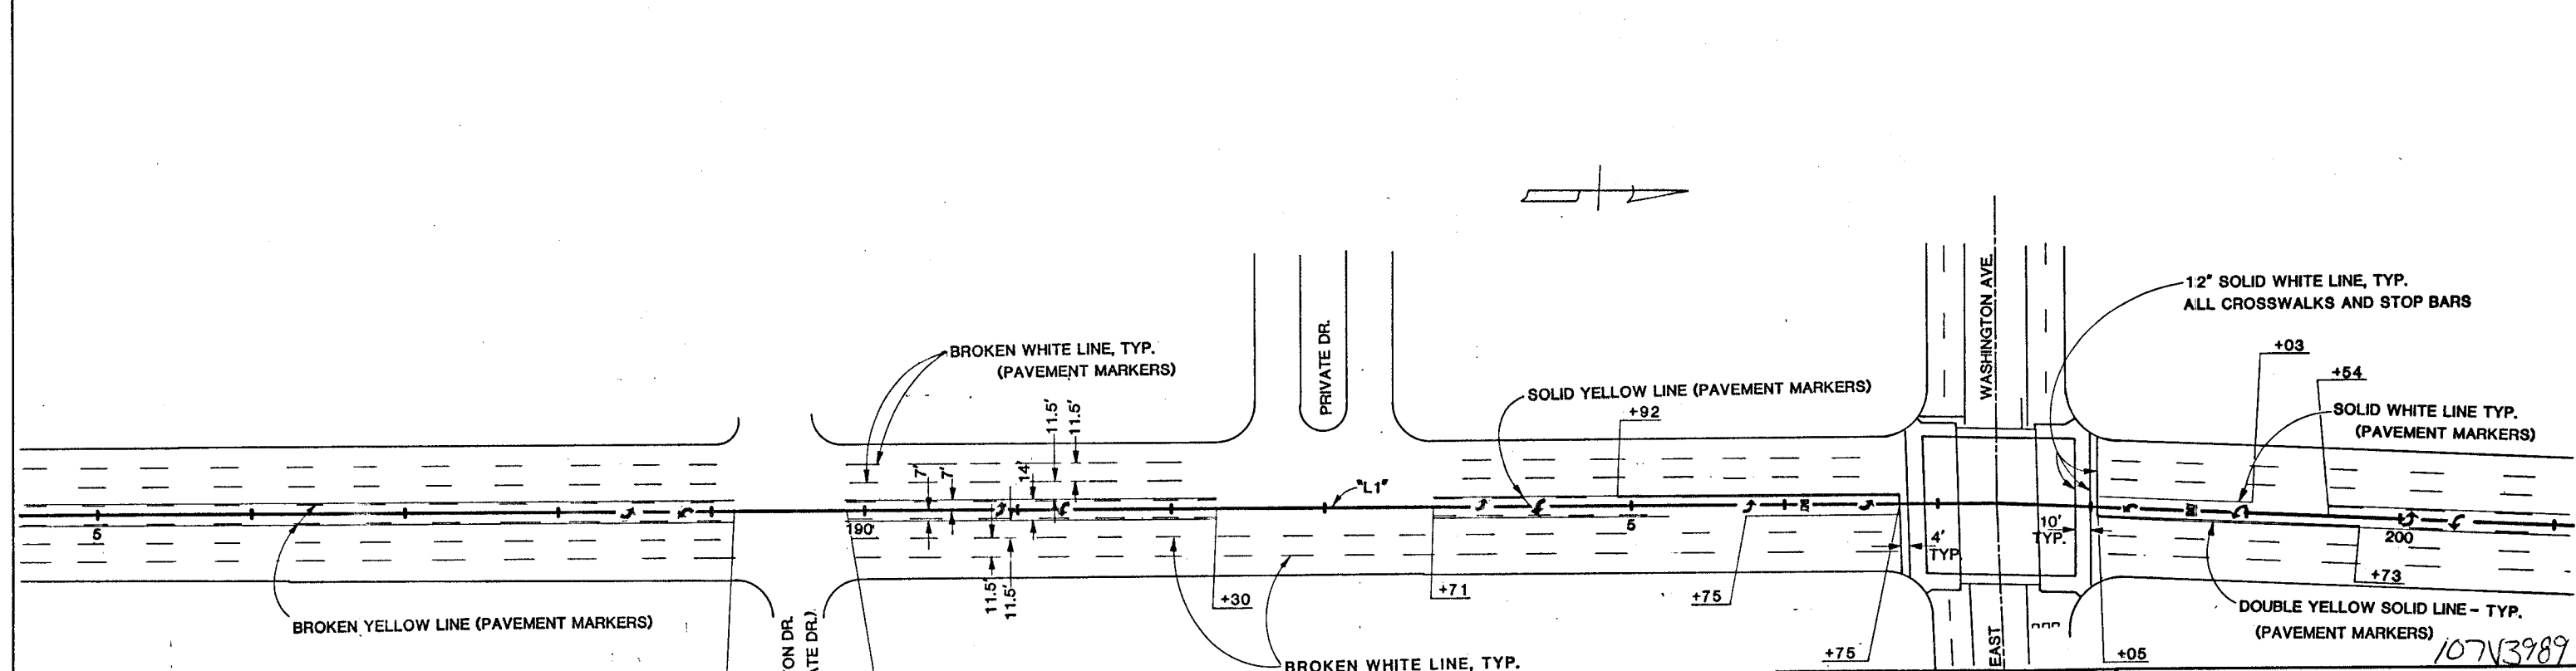 WASHINGTON AVE.
12" SOLID WHITE LINE, TYP.
ALL CROSSWALKS AND STOP BARS
PRIVATE DR.
BROKEN WHITE LINE, TYP.
(PAVEMENT MARKERS)
+03
+54
SOLID YELLOW LINE (PAVEMENT MARKERS)
+92
SOLID WHITE LINE TYP.
(PAVEMENT MARKERS)
11.5'
11.5'
7'
7'
14'
"L1"
5
190
5
4'
TYP
10'
TYP.
200
11.5'
11.5'
+30
+71
+75
+73
BROKEN YELLOW LINE (PAVEMENT MARKERS)
DOUBLE YELLOW SOLID LINE - TYP.
(PAVEMENT MARKERS)
ON DR.
ATE DR.)
BROKEN WHITE LINE, TYP.
+75
EAST
+05
107V3989